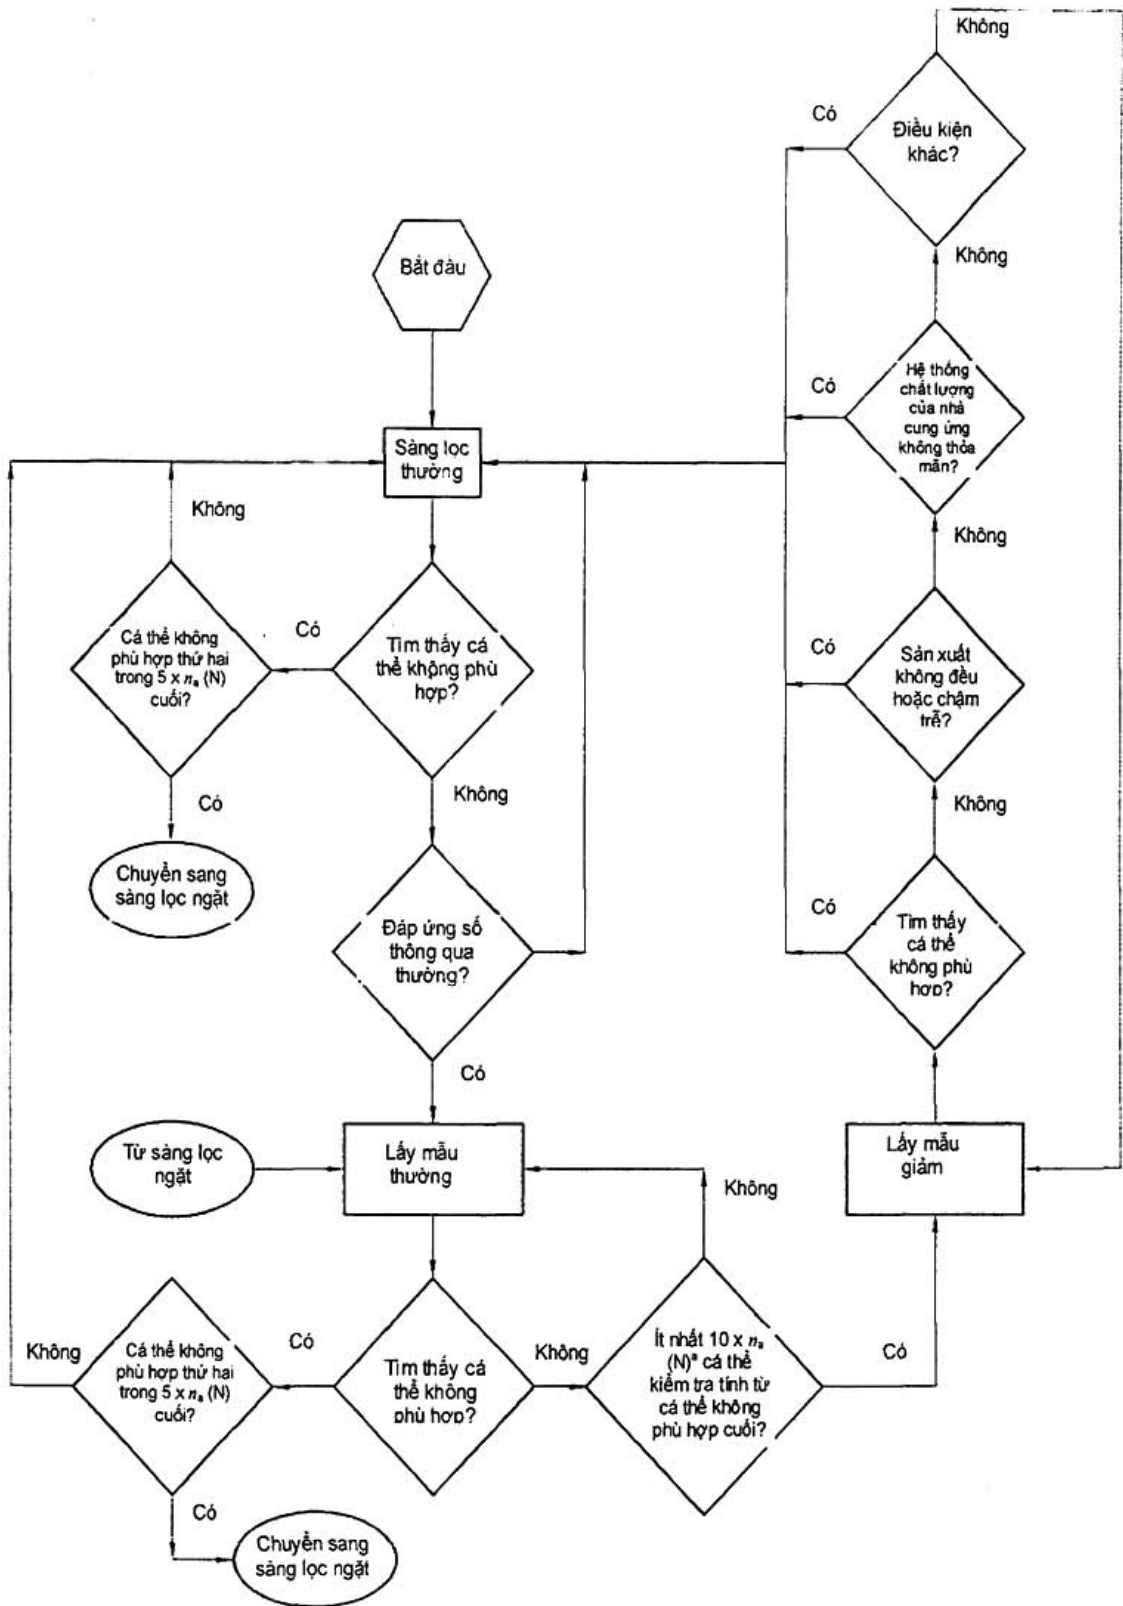 Không
Có
Điều kiện
khác?
Không
Bắt đàu
Có
Hệ thống
chất lượng
của nhà
cung ứng
không thỏa
mãn?
Sàng lọc
thường
Không
Không
Cá thể không
phù hợp thứ hai
trong 5 x nₐ (N)
cuối?
Có
Tìm thấy cá
thể không phù
hợp?
Có
Sản xuất
không đều
hoặc chậm
trễ?
Có
Không
Không
Chuyển sang
sàng lọc ngặt
Đáp ứng số
thông qua
thường?
Có
Tìm thấy
cá thể
không phù
hợp?
Có
Từ sàng lọc
ngặt
Lấy mẫu
thường
Không
Lấy mẫu
giảm
Không
Cá thể không
phù hợp thứ hai
trong 5 x nₐ (N)
cuối?
Có
Tìm thấy cá
thể không
phù hợp?
Không
Ít nhất 10 x nₐ
(N)ᵃ cá thể
kiểm tra tính từ
cá thể không
phù hợp cuối?
Có
Có
Chuyển sang
sàng lọc ngặt